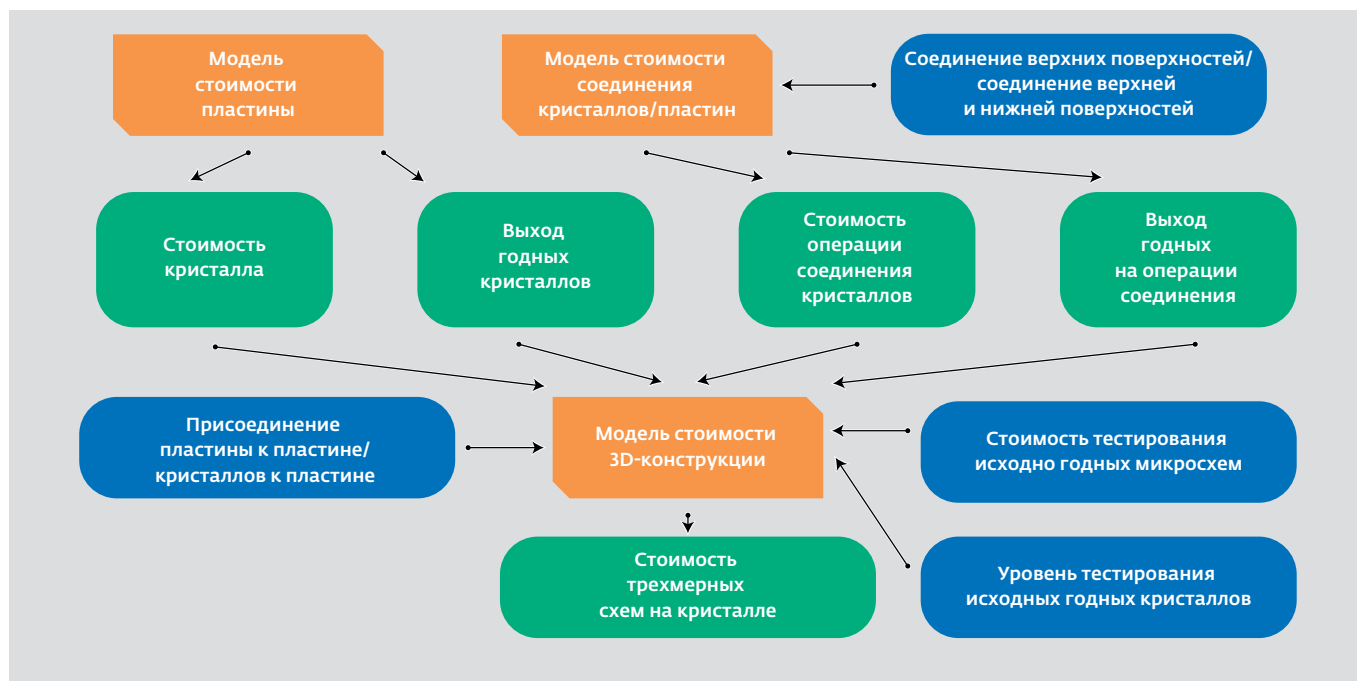 Модель
стоимости
пластины
Модель стоимости
соединения
кристаллов/пластин
Соединение верхних поверхностей/
соединение верхней
и нижней поверхностей
Стоимость
кристалла
Выход
годных
кристаллов
Стоимость
операции
соединения
кристаллов
Выход
годных
на операции
соединения
Присоединение
пластины к пластине/
кристаллов к пластине
Модель стоимости
3D-конструкции
Стоимость тестирования
исходно годных микросхем
Стоимость
трехмерных
схем на кристалле
Уровень тестирования
исходных годных кристаллов